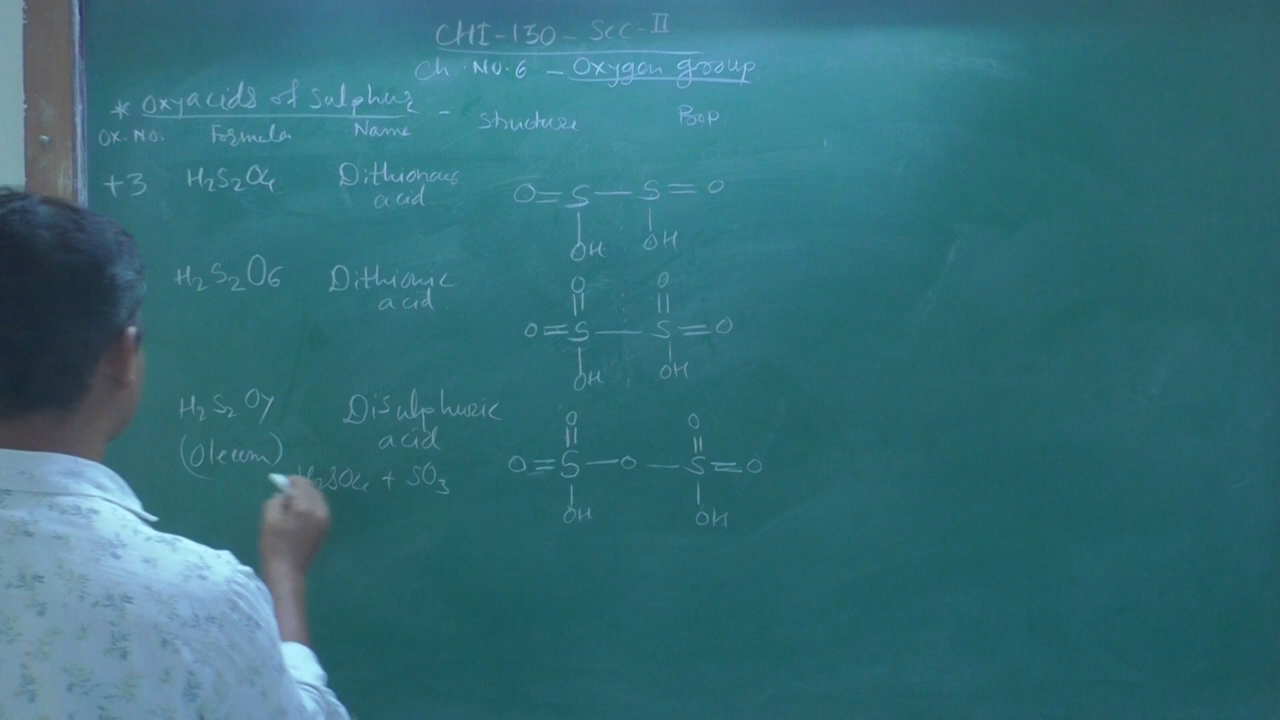 CHI-130 - Sec-II
Ch. No. 6 - Oxygen group
* Oxyacids of Sulphur -
Ox. No. Formula Name Structure Prop.
+3 H2S2O4 Dithionous acid O=S-S=O
OH OH
H2S2O6 Dithionic acid
O O
O=S-S=O
OH OH
H2S2O7 Disulphuric acid
(Oleum)
H2SO4 + SO3
O O
O=S-O-S=O
OH OH